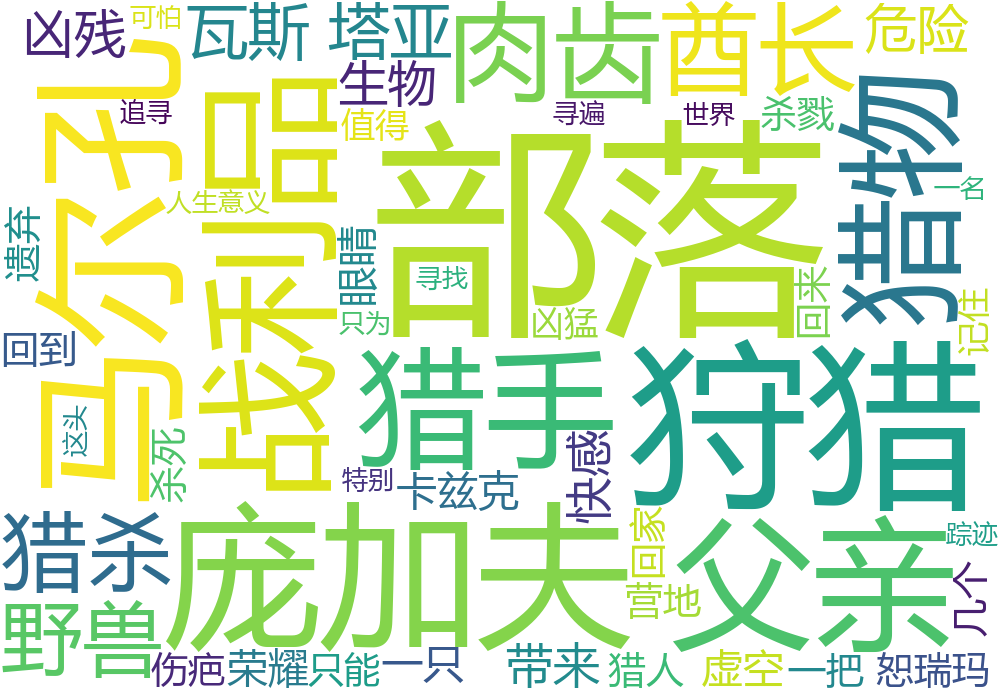 凶残
可怕
瓦斯
塔亚
肉齿
酋长
危险
生物
追寻
值得
寻遍
世界
杀戮
猎物
一名
马尔扎
战利品
部落
人生意义
遗弃
眼睛
寻找
回来
只为
凶猛
记住
回到
猎手
狩猎
这头
杀死
特别
卡兹克
快感
猎杀
庞加夫
回家
父亲
踪迹
营地
几个
野兽
伤疤
荣耀
只能
一只
带来
猎人
虚空
一把
恕瑞玛